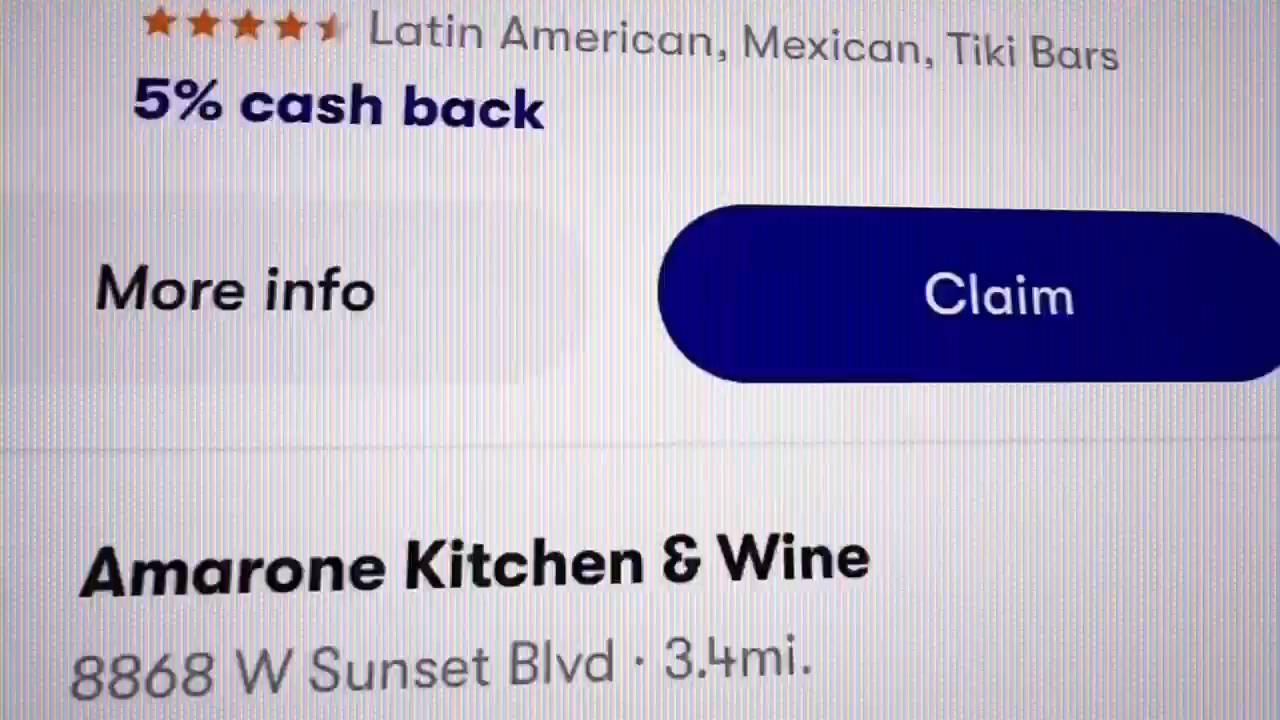 Latin American, Mexican, Tiki Bars
5% cash back
More info
Claim
Amarone Kitchen & Wine
8868 W Sunset Blvd · 3.4mi.